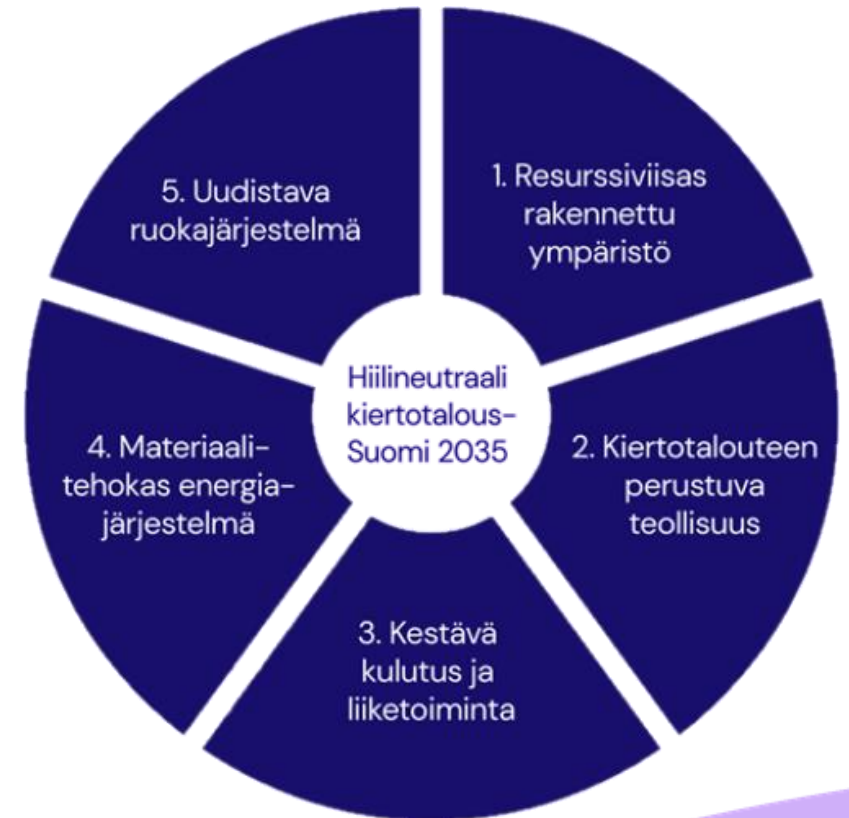 Hiilineutraali
kiertotalous-
Suomi 2035
1. Resurssiviisas
rakennettu
ympäristö
2. Kiertotalouteen
perustuva
teollisuus
3. Kestävä
kulutus ja
liiketoiminta
4. Materiaali-
tehokas energia-
järjestelmä
5. Uudistava
ruokajärjestelmä